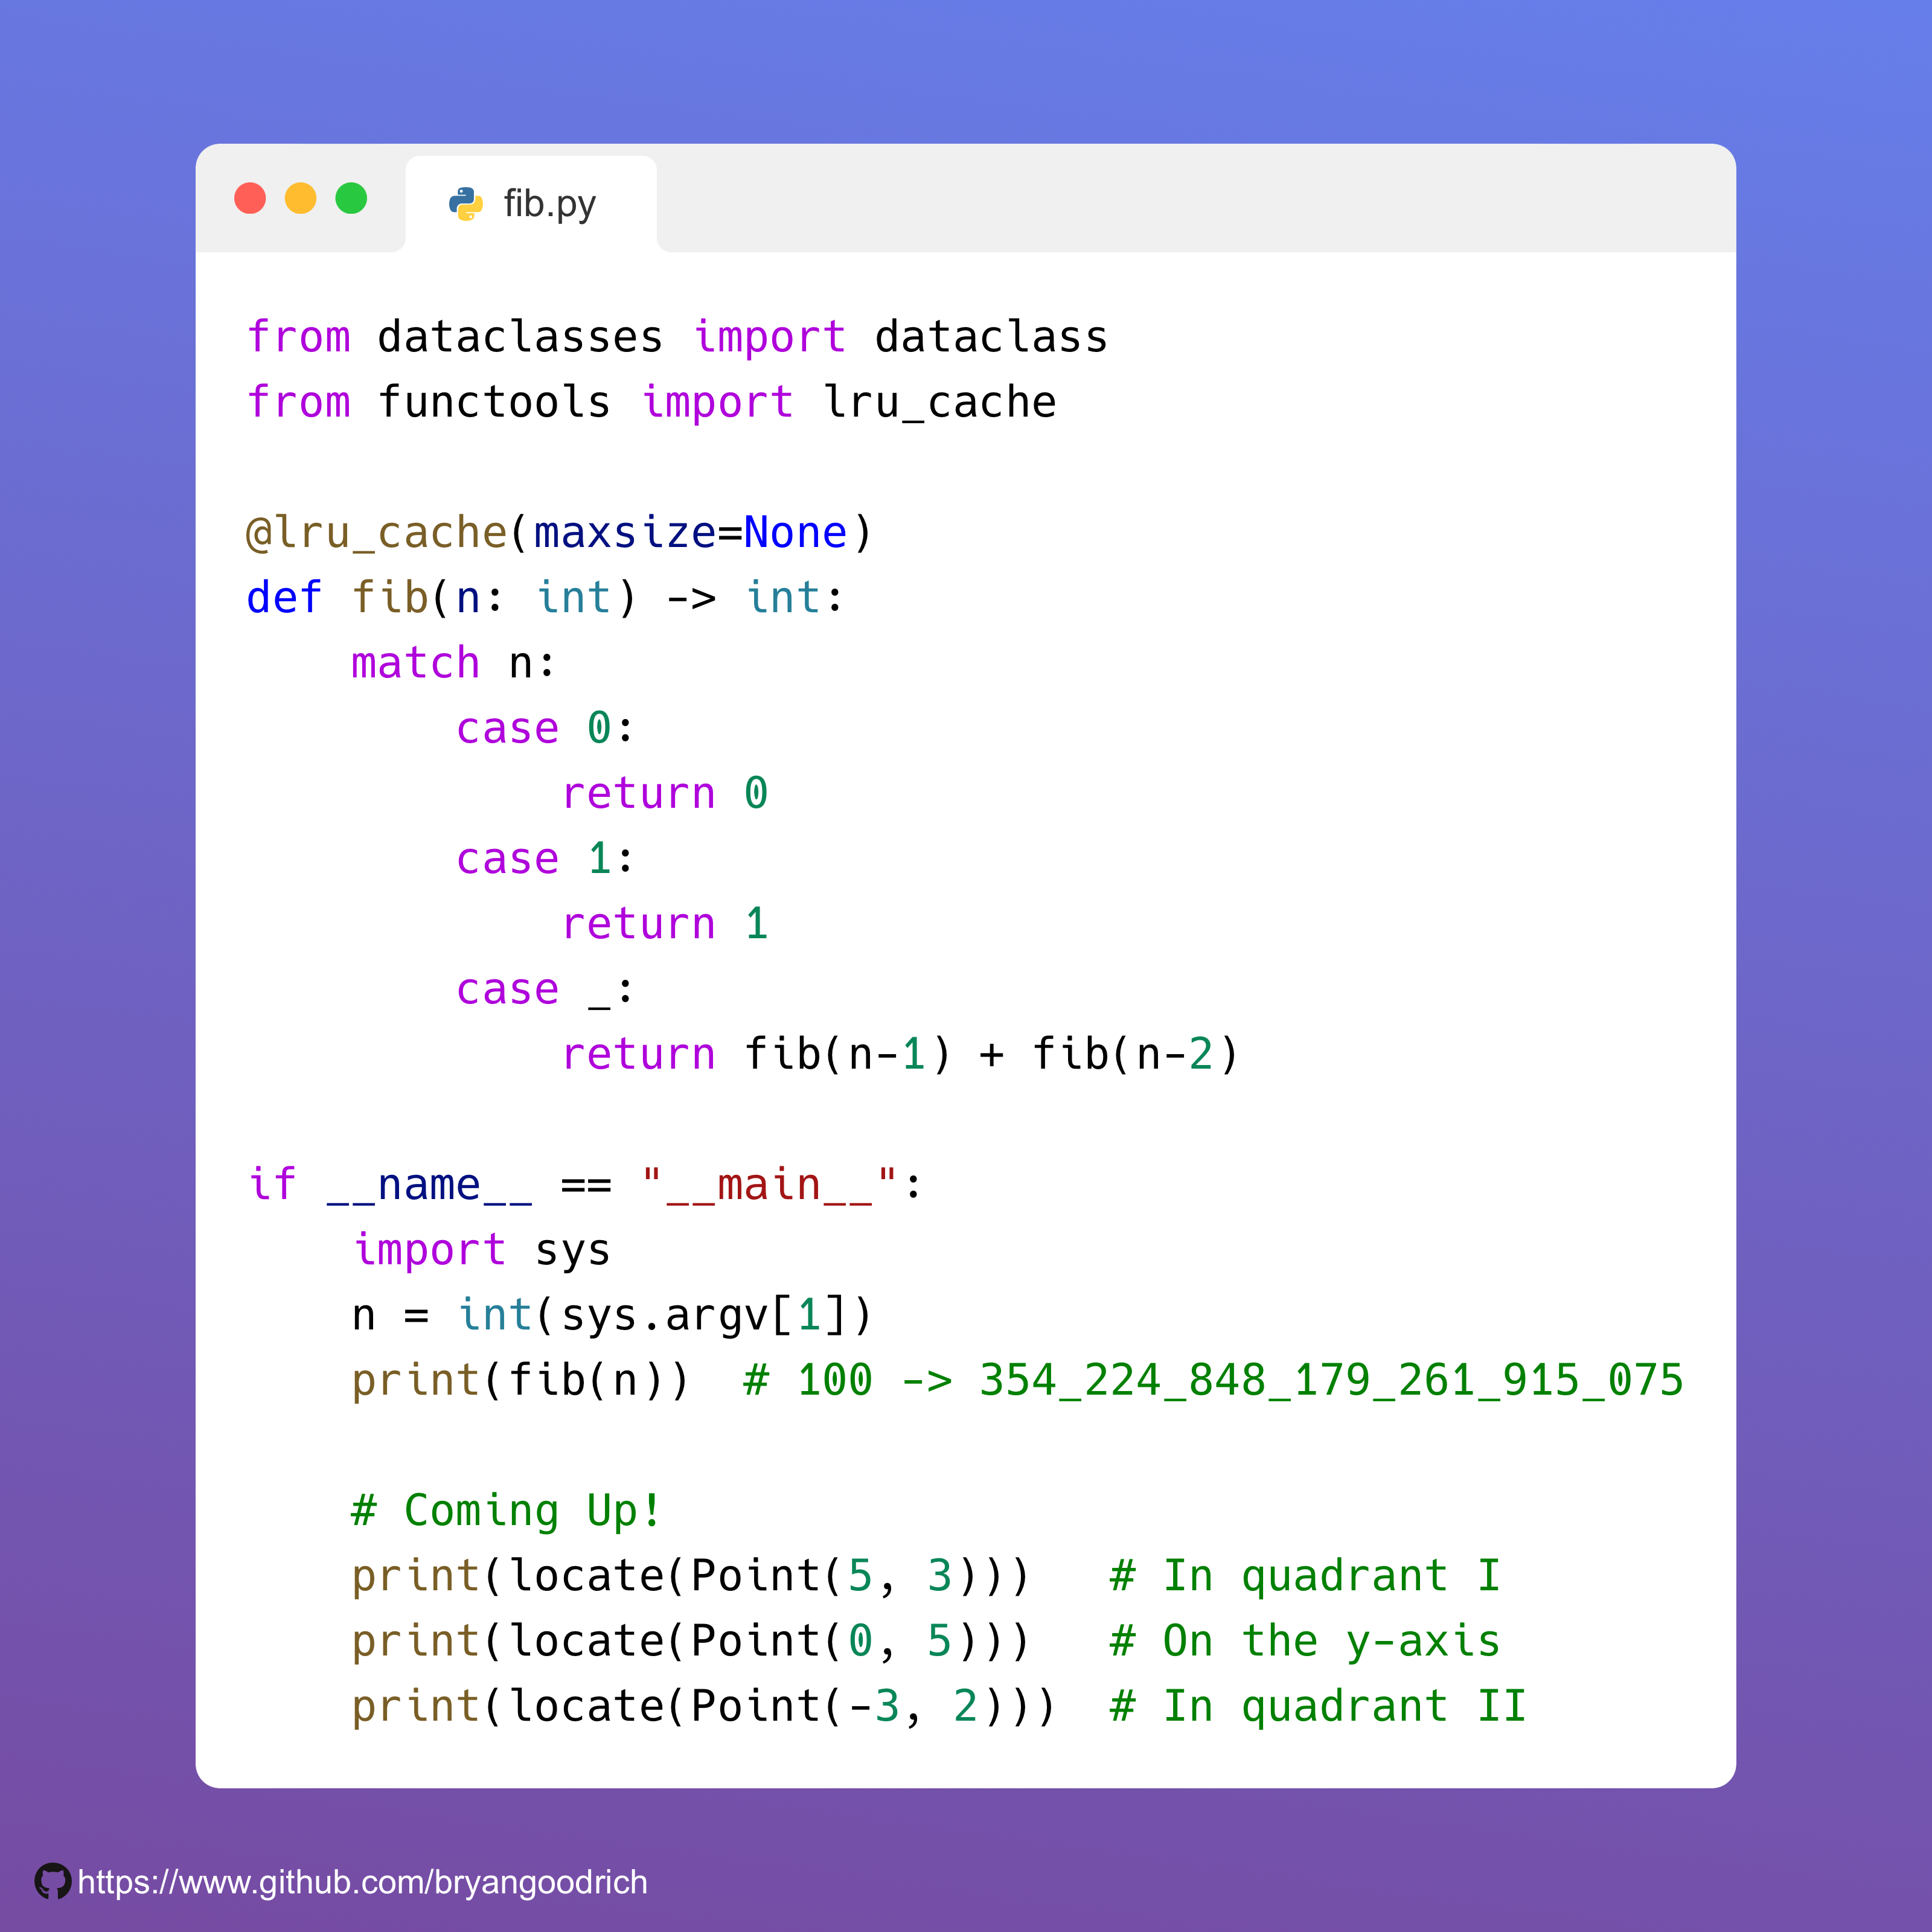 fib.py
from dataclasses import dataclass
from functools import lru_cache
@lru_cache(maxsize=None)
def fib(n: int) -> int:
    match n:
        case 0:
            return 0
        case 1:
            return 1
        case _:
            return fib(n-1) + fib(n-2)
if __name__ == "__main__":
    import sys
    n = int(sys.argv[1])
    print(fib(n))  # 100 -> 354_224_848_179_261_915_075
    # Coming Up!
    print(locate(Point(5, 3)))   # In quadrant I
    print(locate(Point(0, 5)))   # On the y-axis
    print(locate(Point(-3, 2)))  # In quadrant II
https://www.github.com/bryangoodrich